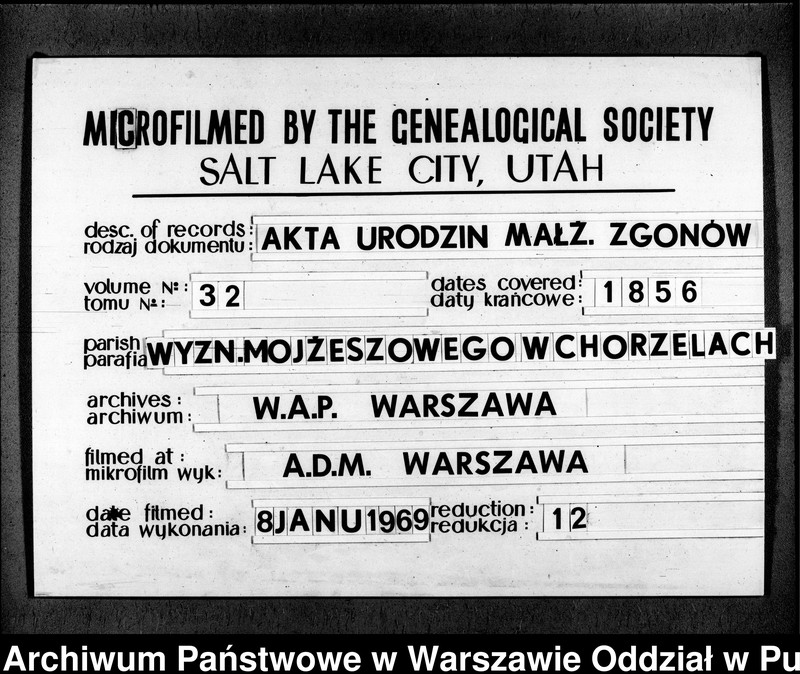 MICROFILMED BY THE GENEALOGICAL SOCIETY
SALT LAKE CITY, UTAH
desc. of records:
rodzaj dokumentu: AKTA URODZIN MAŁŻ. ZGONÓW
volume No: dates covered:
tomu No: 32 daty krańcowe: 1856
parish
parafia WYZN. MOJŻESZOWEGO W CHORZELACH
archives:
archiwum: W.A.P. WARSZAWA
filmed at:
mikrofilm wyk: A.D.M. WARSZAWA
date filmed: reduction:
data wykonania: 8 JANU 1969 redukcja: 12
Archiwum Państwowe w Warszawie Oddział w Pu